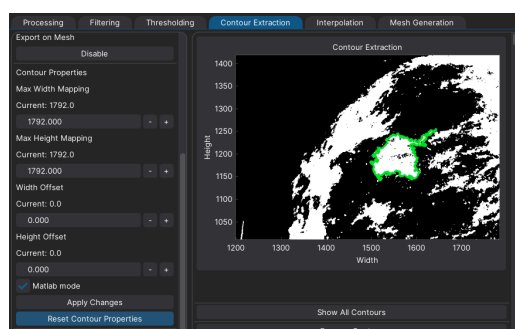 Processing Filtering Thresholding Contour Extraction Interpolation Mesh Generation
Export on Mesh
Disable
Contour Properties
Max Width Mapping
Current: 1792.0
1792.000 - +
Max Height Mapping
Current: 1792.0
1792.000 - +
Width Offset
Current: 0.0
0.000 - +
Height Offset
Current: 0.0
0.000 - +
Matlab mode
Apply Changes
Reset Contour Properties
Contour Extraction
Height
1400
1350
1300
1250
1200
1150
1100
1050
1200 1300 1400 1500 1600 1700
Width
Show All Contours